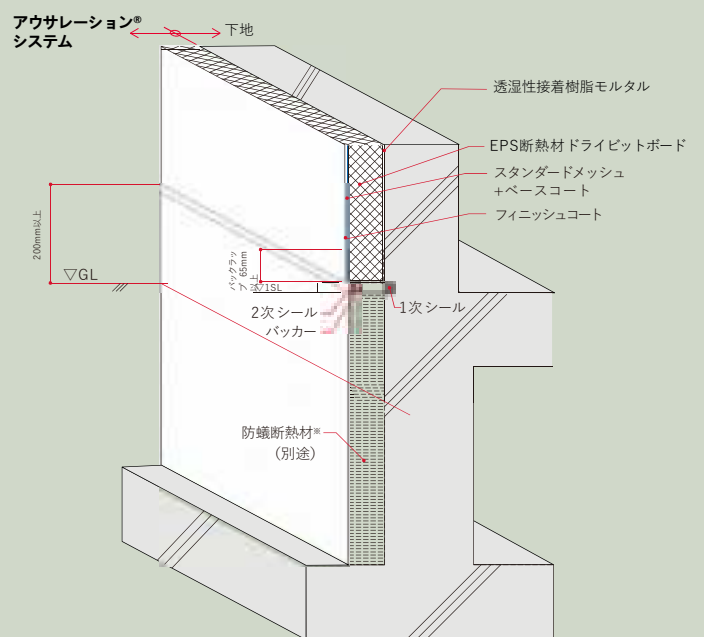 アウサレーション®
システム
下地
透湿性接着樹脂モルタル
EPS断熱材ドライビットボード
スタンダードメッシュ
+ベースコート
フィニッシュコート
200mm以上
▽GL
バックラッ
プ 65mm
以上
▽1SL
2次シール
バッカー
1次シール
防蟻断熱材※
(別途)